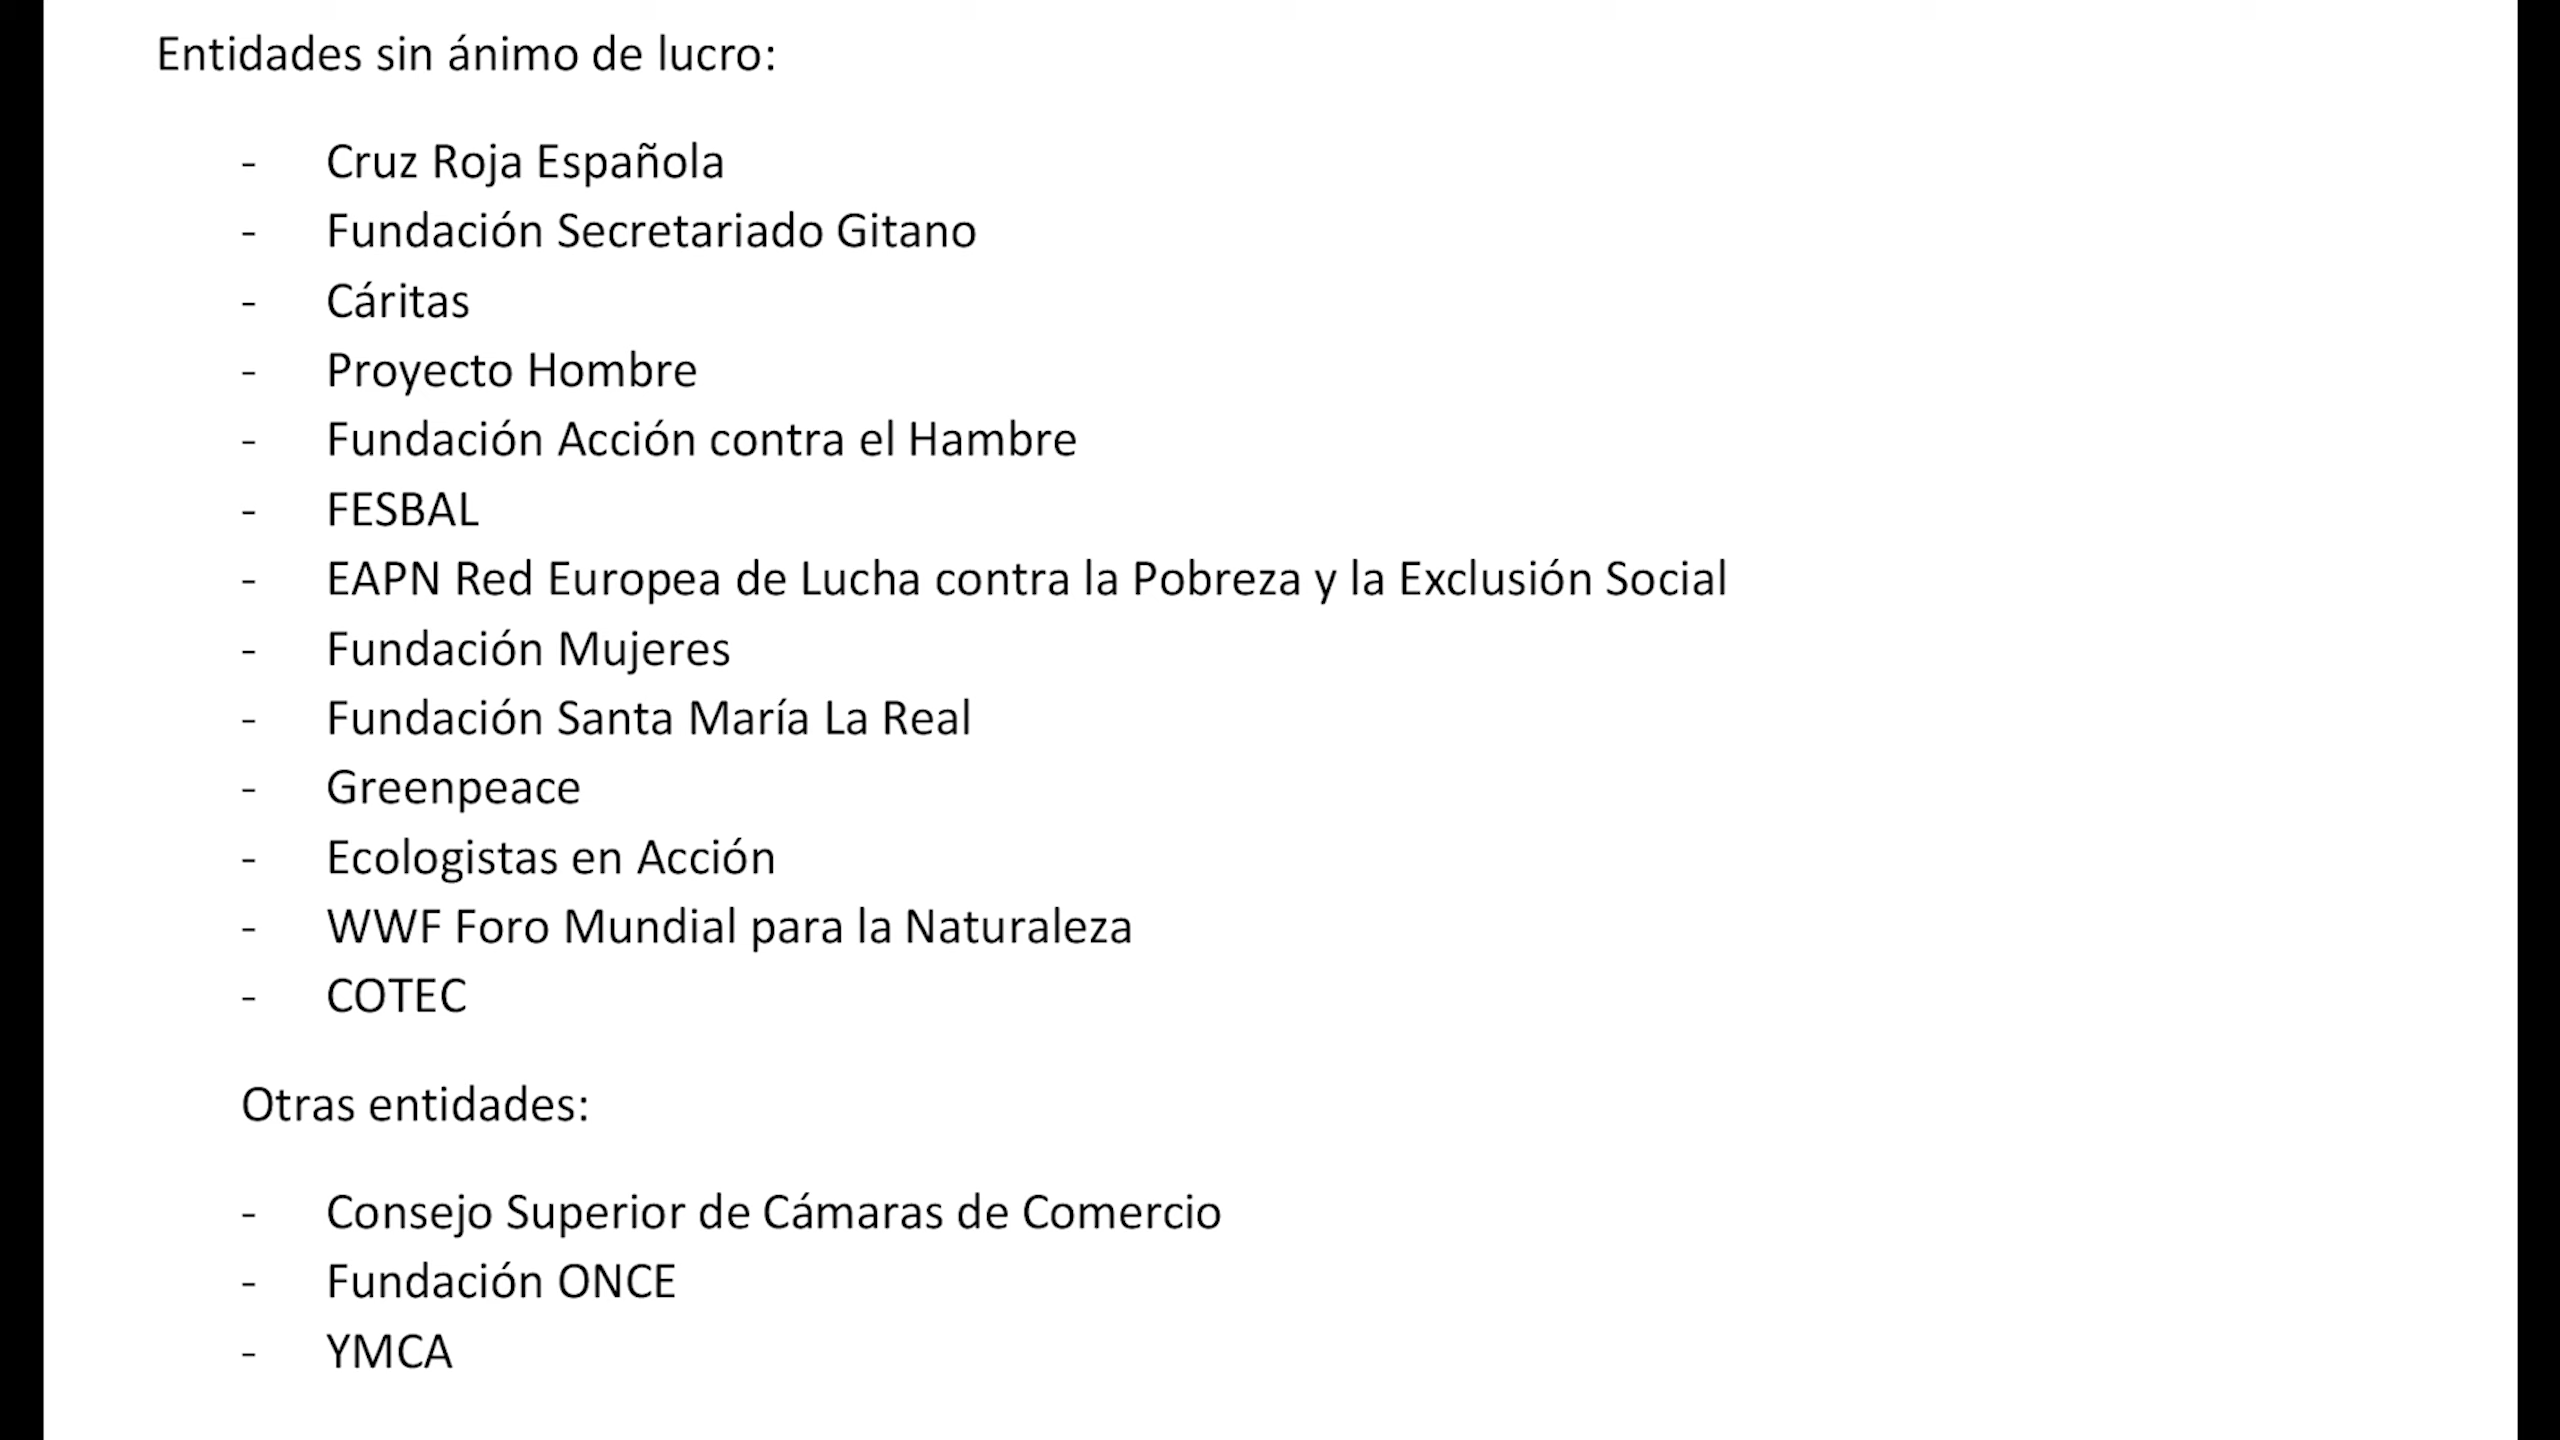 Entidades sin ánimo de lucro:
- Cruz Roja Española
- Fundación Secretariado Gitano
- Cáritas
- Proyecto Hombre
- Fundación Acción contra el Hambre
- FESBAL
- EAPN Red Europea de Lucha contra la Pobreza y la Exclusión Social
- Fundación Mujeres
- Fundación Santa María La Real
- Greenpeace
- Ecologistas en Acción
- WWF Foro Mundial para la Naturaleza
- COTEC
Otras entidades:
- Consejo Superior de Cámaras de Comercio
- Fundación ONCE
- YMCA